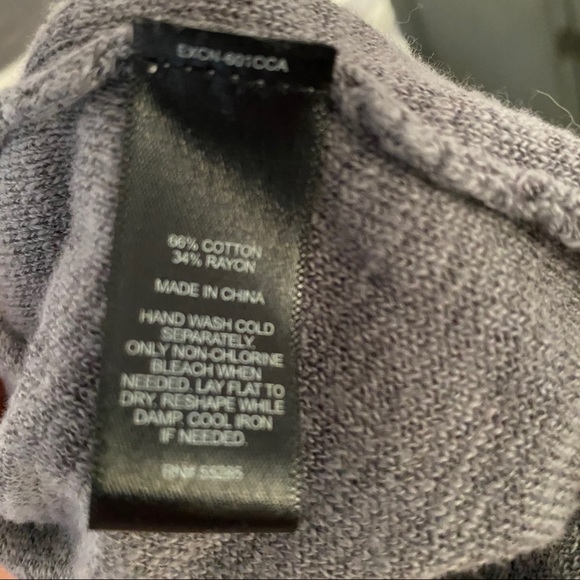 66% COTTON
34% RAYON
MADE IN CHINA
HAND WASH COLD
SEPARATELY.
ONLY NON-CHLORINE
BLEACH WHEN
NEEDED. LAY FLAT TO
DRY. RESHAPE WHILE
DAMP. COOL IRON
IF NEEDED.
RN#